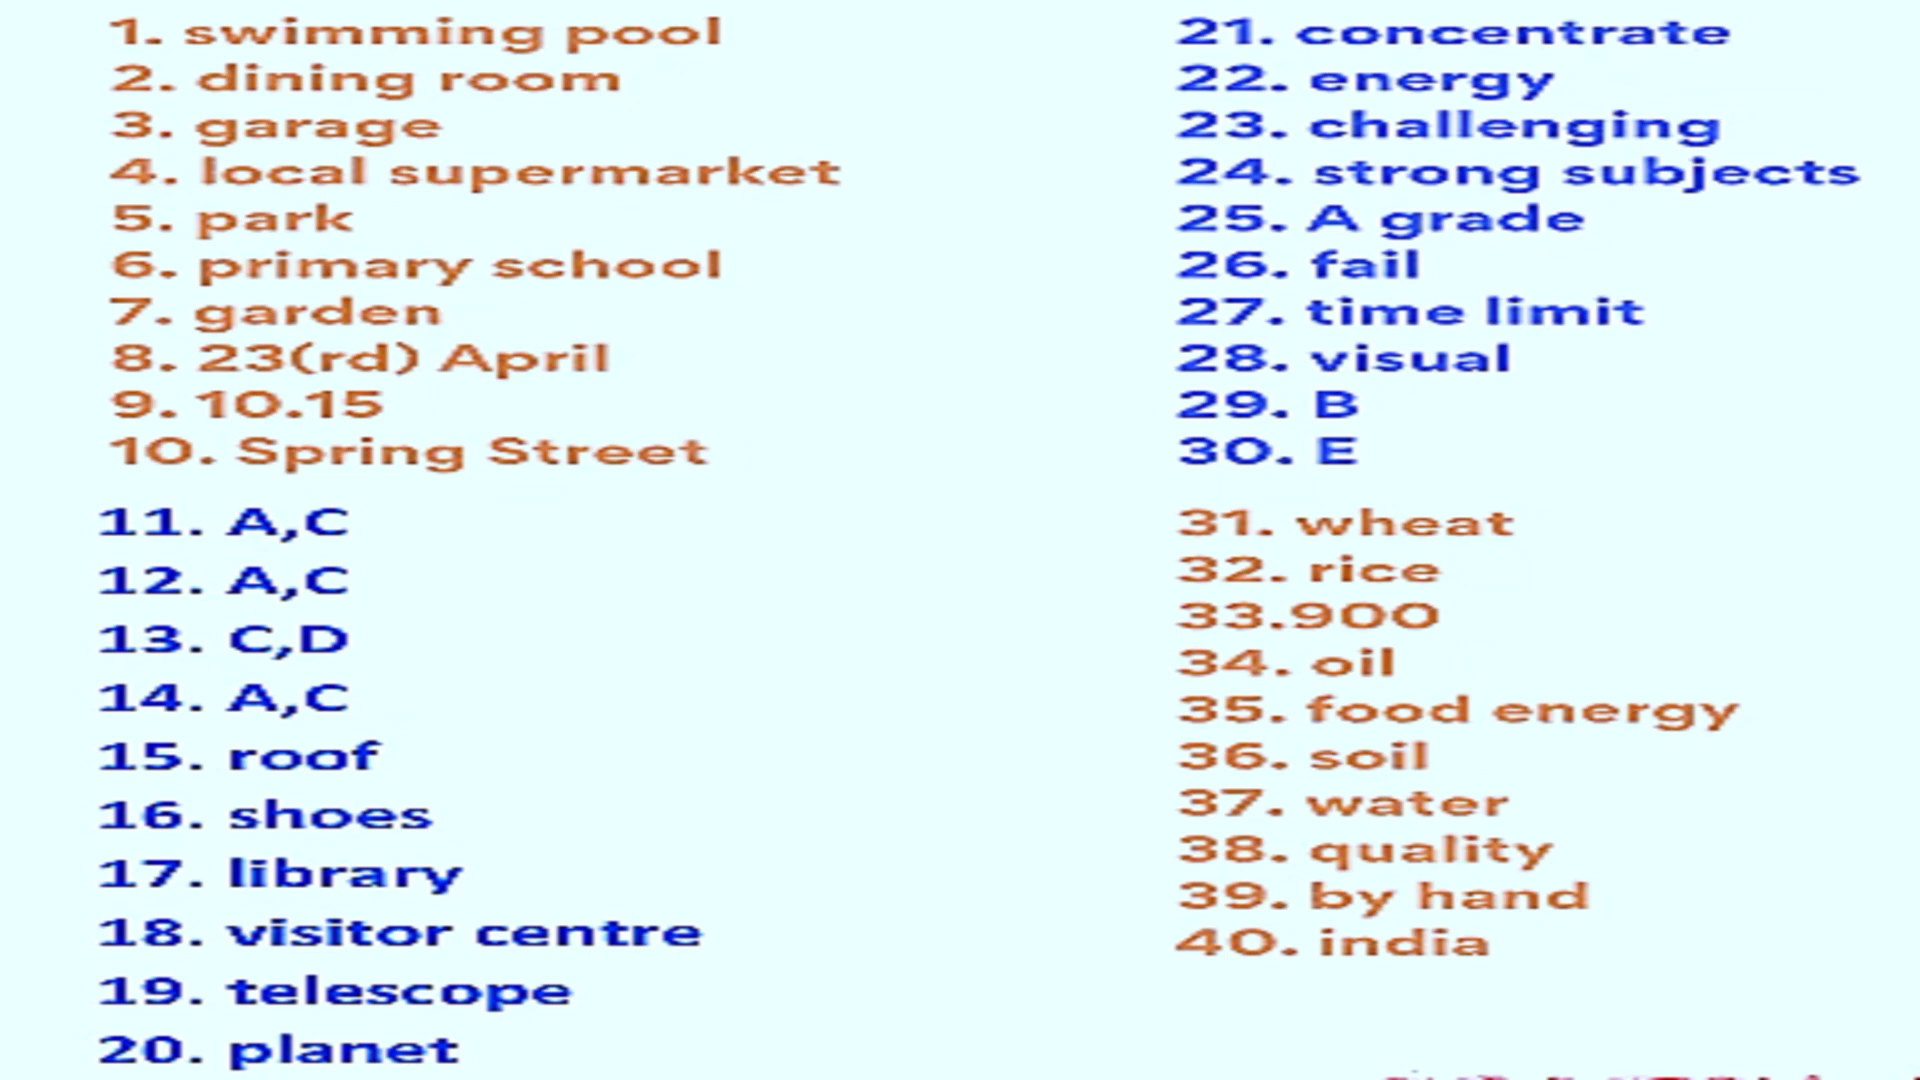 1. swimming pool
2. dining room
3. garage
4. local supermarket
5. park
6. primary school
7. garden
8. 23(rd) April
9. 10.15
10. Spring Street
11. A,C
12. A,C
13. C,D
14. A,C
15. roof
16. shoes
17. library
18. visitor centre
19. telescope
20. planet
21. concentrate
22. energy
23. challenging
24. strong subjects
25. A grade
26. fail
27. time limit
28. visual
29. B
30. E
31. wheat
32. rice
33.900
34. oil
35. food energy
36. soil
37. water
38. quality
39. by hand
40. india